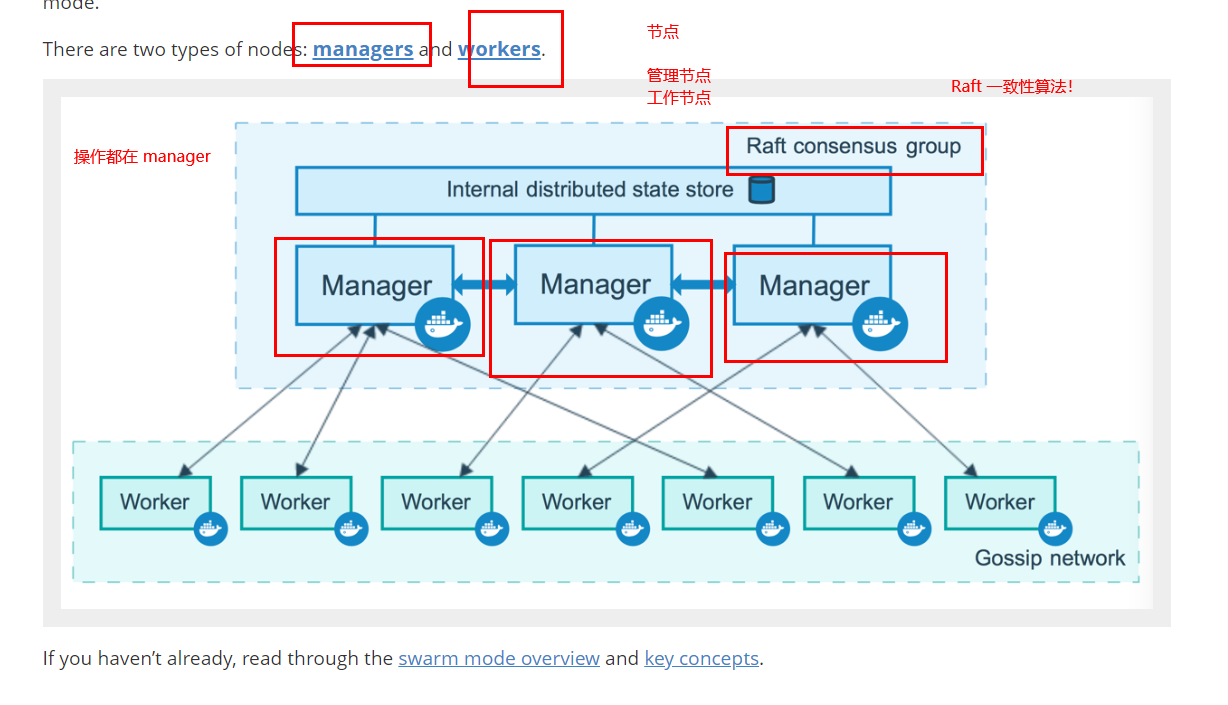 mode.
There are two types of nodes: managers and workers.
节点
管理节点
工作节点
Raft 一致性算法！
操作都在 manager
Raft consensus group
Internal distributed state store
Manager
Manager
Manager
Worker
Worker
Worker
Worker
Worker
Worker
Worker
Gossip network
If you haven’t already, read through the swarm mode overview and key concepts.